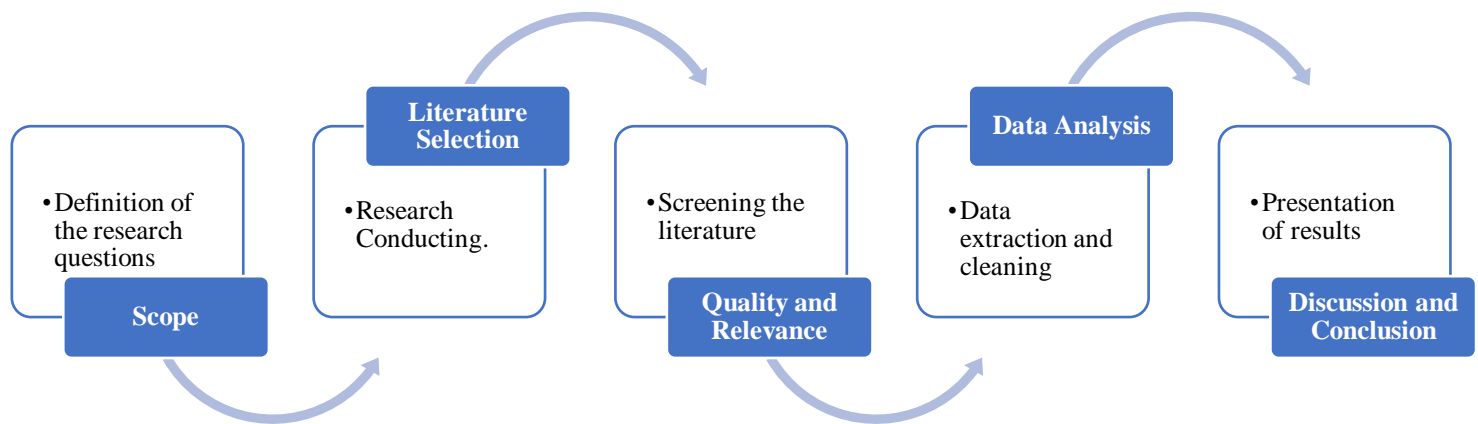 •Definition of
the research
questions
Scope
Literature
Selection
•Research
Conducting.
•Screening the
literature
Quality and
Relevance
Data Analysis
•Data
extraction and
cleaning
•Presentation
of results
Discussion and
Conclusion